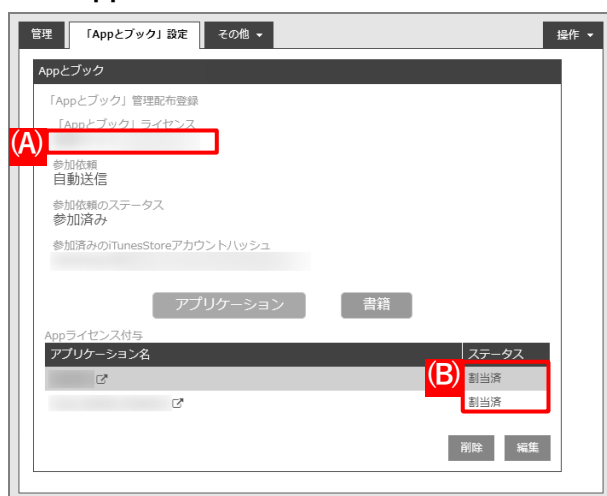 管理 「Appとブック」設定 その他 操作
Appとブック
「Appとブック」管理配布登録
「Appとブック」ライセンス
(A)
参加依頼
自動送信
参加依頼のステータス
参加済み
参加済みのiTunesStoreアカウントハッシュ
アプリケーション 書籍
Appライセンス付与
アプリケーション名 ステータス
(B) 割当済
割当済
削除 編集